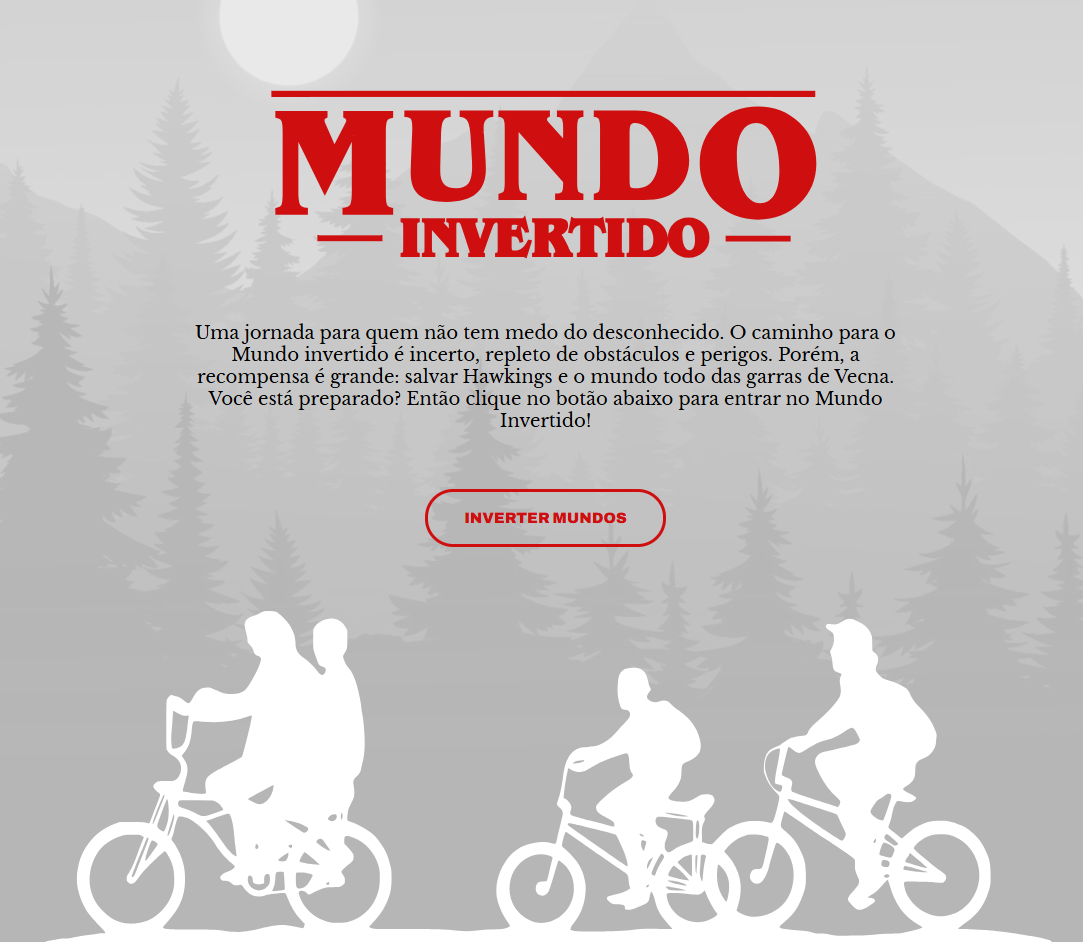 MUNDO
INVERTIDO
Uma jornada para quem não tem medo do desconhecido. O caminho para o
Mundo invertido é incerto, repleto de obstáculos e perigos. Porém, a
recompensa é grande: salvar Hawkings e o mundo todo das garras de Vecna.
Você está preparado? Então clique no botão abaixo para entrar no Mundo
Invertido!
INVERTER MUNDOS